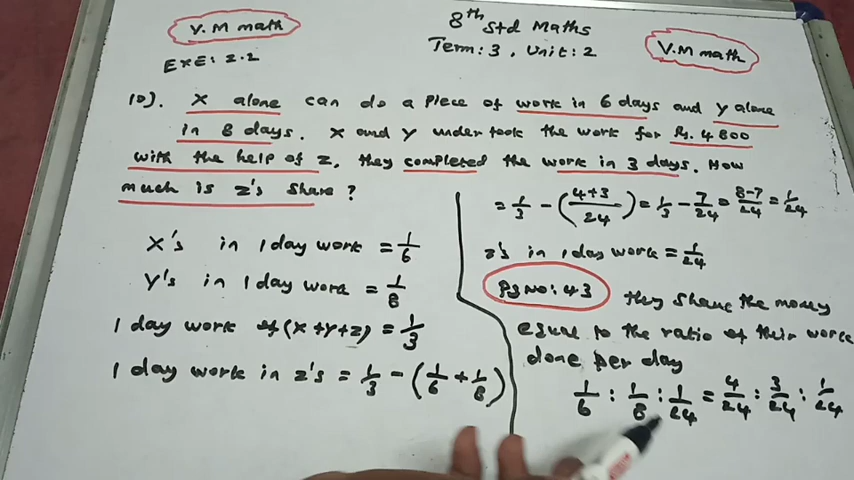 V.M math
8th Std Maths
Term:3, Unit:2
V.M math
EXE: 2.2
10). X alone can do a Piece of work in 6 days and Y alone
in 8 days. X and Y undertook the work for Rs. 4800
with the help of Z, they completed the work in 3 days. How
much is Z's Share?
X's in 1 day work = 1/6
Y's in 1 day work = 1/8
1 day work of (X+Y+Z) = 1/3
1 day work in Z's = 1/3 - (1/6 + 1/8)
= 1/3 - (4+3/24) = 1/3 - 7/24 = 8-7/24 = 1/24
Z's in 1 day work = 1/24
Pg No: 43
they Share the money
equal to the ratio of their work
done per day
1/6 : 1/8 : 1/24 = 4/24 : 3/24 : 1/24